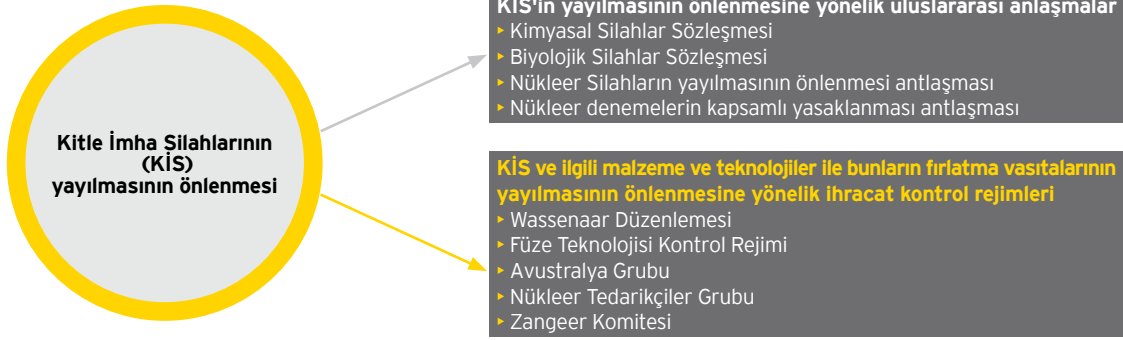 Kitle İmha Silahlarının
(KİS)
yayılmasının önlenmesi
KİS'in yayılmasının önlenmesine yönelik uluslararası anlaşmalar
‣ Kimyasal Silahlar Sözleşmesi
‣ Biyolojik Silahlar Sözleşmesi
‣ Nükleer Silahların yayılmasının önlenmesi antlaşması
‣ Nükleer denemelerin kapsamlı yasaklanması antlaşması
KİS ve ilgili malzeme ve teknolojiler ile bunların fırlatma vasıtalarının
yayılmasının önlenmesine yönelik ihracat kontrol rejimleri
‣ Wassenaar Düzenlemesi
‣ Füze Teknolojisi Kontrol Rejimi
‣ Avustralya Grubu
‣ Nükleer Tedarikçiler Grubu
‣ Zangeer Komitesi